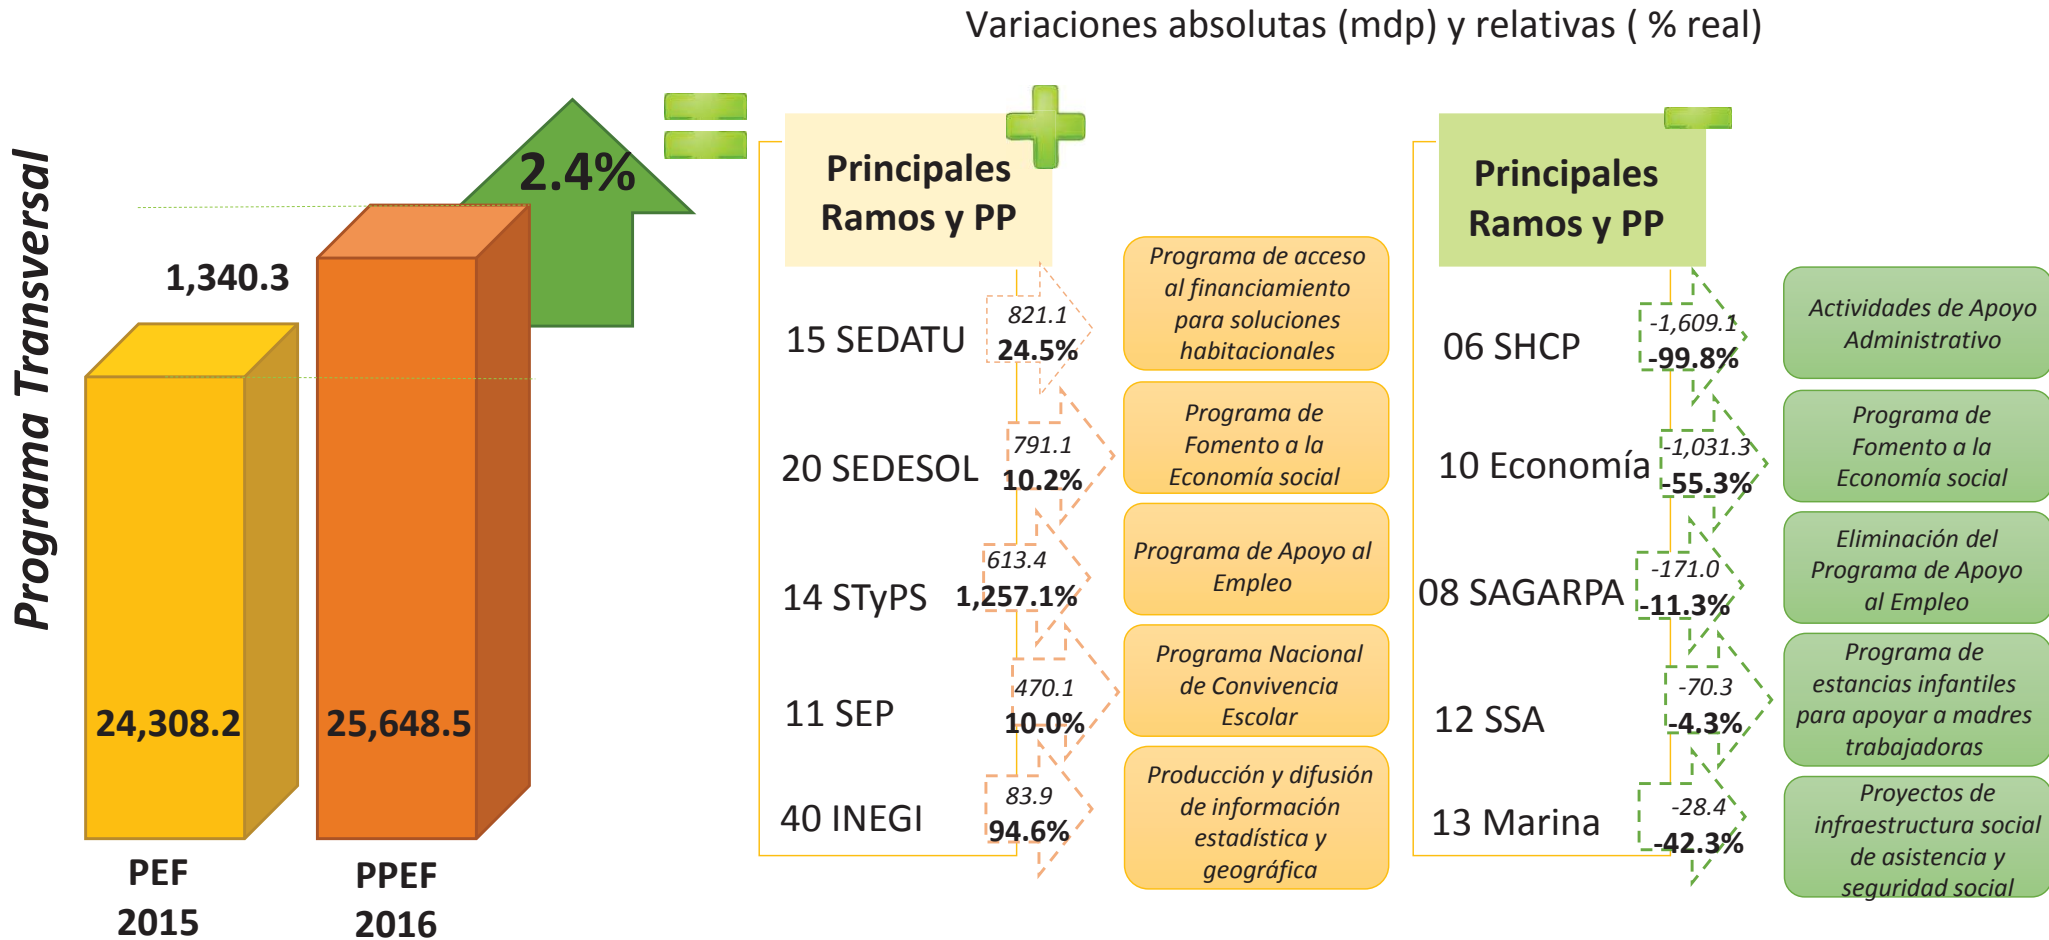 Variaciones absolutas (mdp) y relativas ( % real)
Programa Transversal
2.4%
1,340.3
24,308.2
25,648.5
PEF
2015
PPEF
2016
Principales
Ramos y PP
15 SEDATU
821.1
24.5%
Programa de acceso
al financiamiento
para soluciones
habitacionales
20 SEDESOL
791.1
10.2%
Programa de
Fomento a la
Economía social
14 STyPS
613.4
1,257.1%
Programa de Apoyo al
Empleo
11 SEP
470.1
10.0%
Programa Nacional
de Convivencia
Escolar
40 INEGI
83.9
94.6%
Producción y difusión
de información
estadística y
geográfica
Principales
Ramos y PP
06 SHCP
-1,609.1
-99.8%
Actividades de Apoyo
Administrativo
10 Economía
-1,031.3
-55.3%
Programa de
Fomento a la
Economía social
08 SAGARPA
-171.0
-11.3%
Eliminación del
Programa de Apoyo
al Empleo
12 SSA
-70.3
-4.3%
Programa de
estancias infantiles
para apoyar a madres
trabajadoras
13 Marina
-28.4
-42.3%
Proyectos de
infraestructura social
de asistencia y
seguridad social